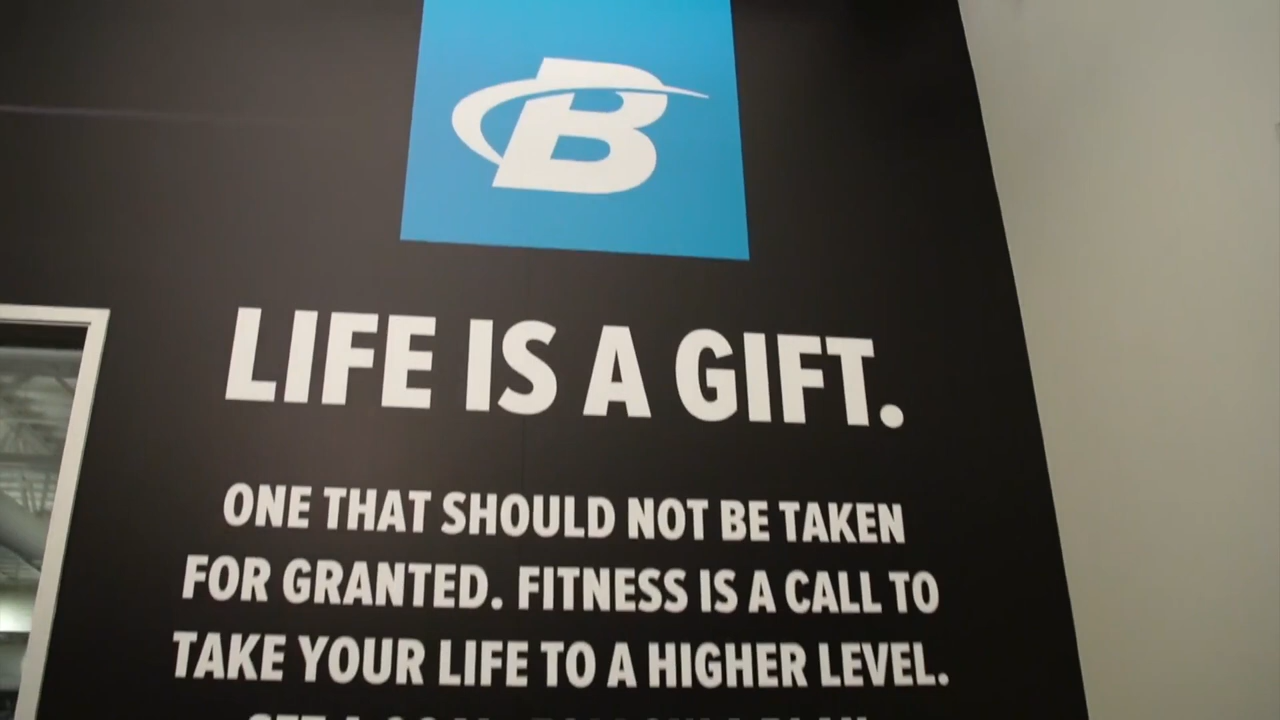 B
LIFE IS A GIFT.
ONE THAT SHOULD NOT BE TAKEN
FOR GRANTED. FITNESS IS A CALL TO
TAKE YOUR LIFE TO A HIGHER LEVEL.